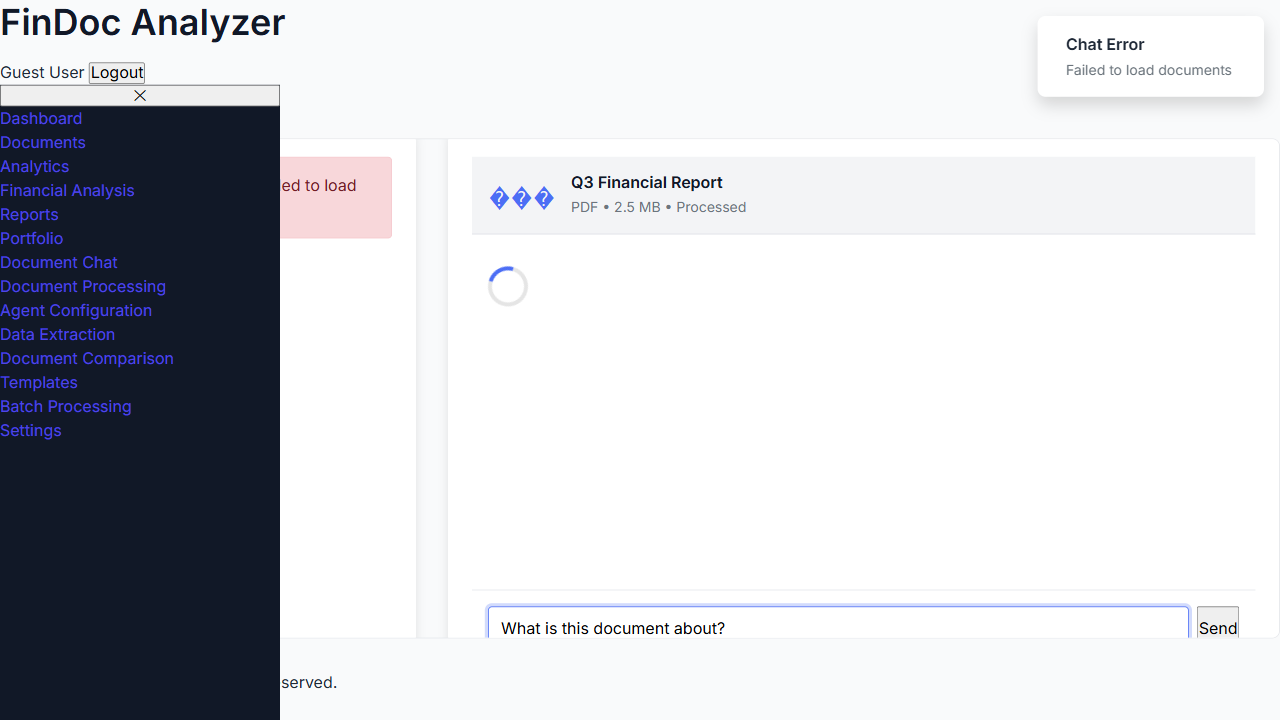 FinDoc Analyzer
Guest User Logout
Chat Error
Failed to load documents
Dashboard
Documents
Analytics
Financial Analysis
Reports
Portfolio
Document Chat
Document Processing
Agent Configuration
Data Extraction
Document Comparison
Templates
Batch Processing
Settings
to load
Q3 Financial Report
PDF • 2.5 MB • Processed
What is this document about?
Send